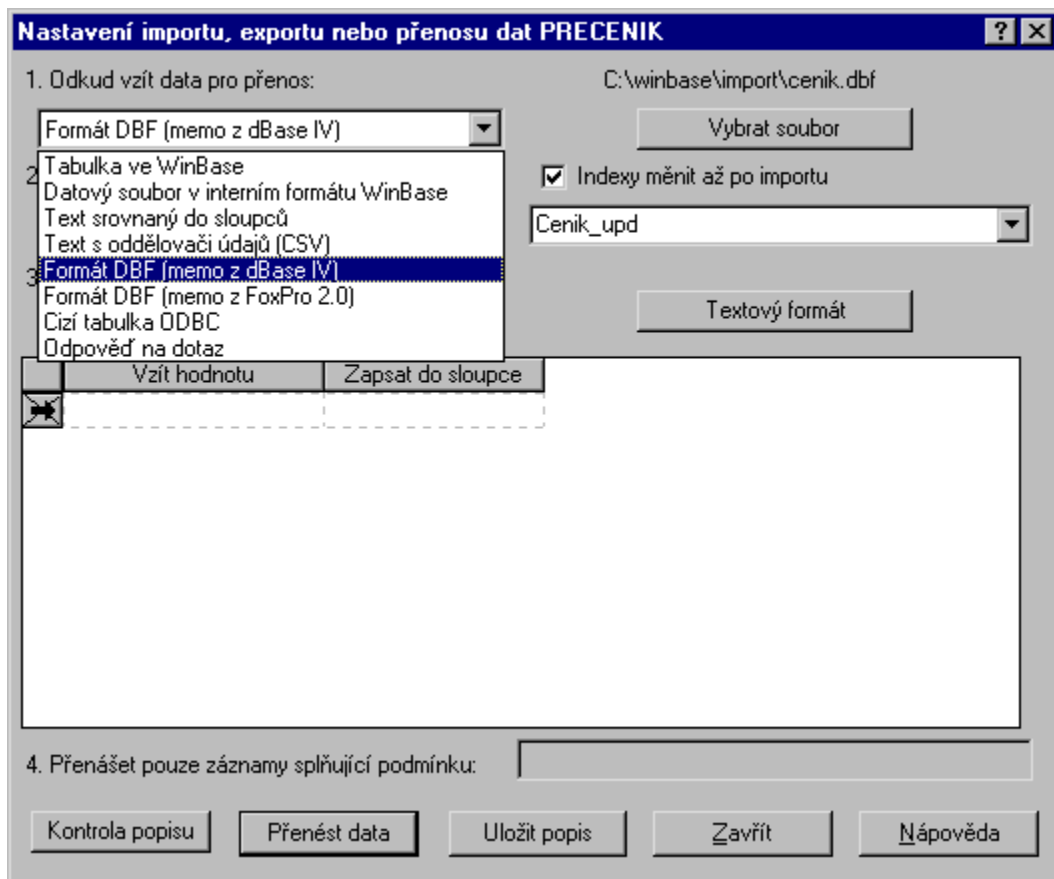 Nastavení importu, exportu nebo přenosu dat PRECENIK
1. Odkud vzít data pro přenos:
C:\winbase\import\cenik.dbf
Formát DBF (memo z dBase IV)
Vybrat soubor
Tabulka ve WinBase
2
Indexy měnit až po importu
Datový soubor v interním formátu WinBase
Text srovnaný do sloupců
Cenik_upd
Text s oddělovači údajů (CSV)
Formát DBF (memo z dBase IV)
3
Formát DBF (memo z FoxPro 2.0)
Textový formát
Cizí tabulka ODBC
Odpověď na dotaz
Vzít hodnotu
Zapsat do sloupce
4. Přenášet pouze záznamy splňující podmínku:
Kontrola popisu
Přenést data
Uložit popis
Zavřít
Nápověda